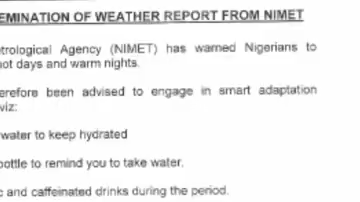 EMINATION OF WEATHER REPORT FROM NIMET
trological Agency (NIMET) has warned Nigerians to
hot days and warm nights.
erefore been advised to engage in smart adaptation
viz:
water to keep hydrated
bottle to remind you to take water.
c and caffeinated drinks during the period.